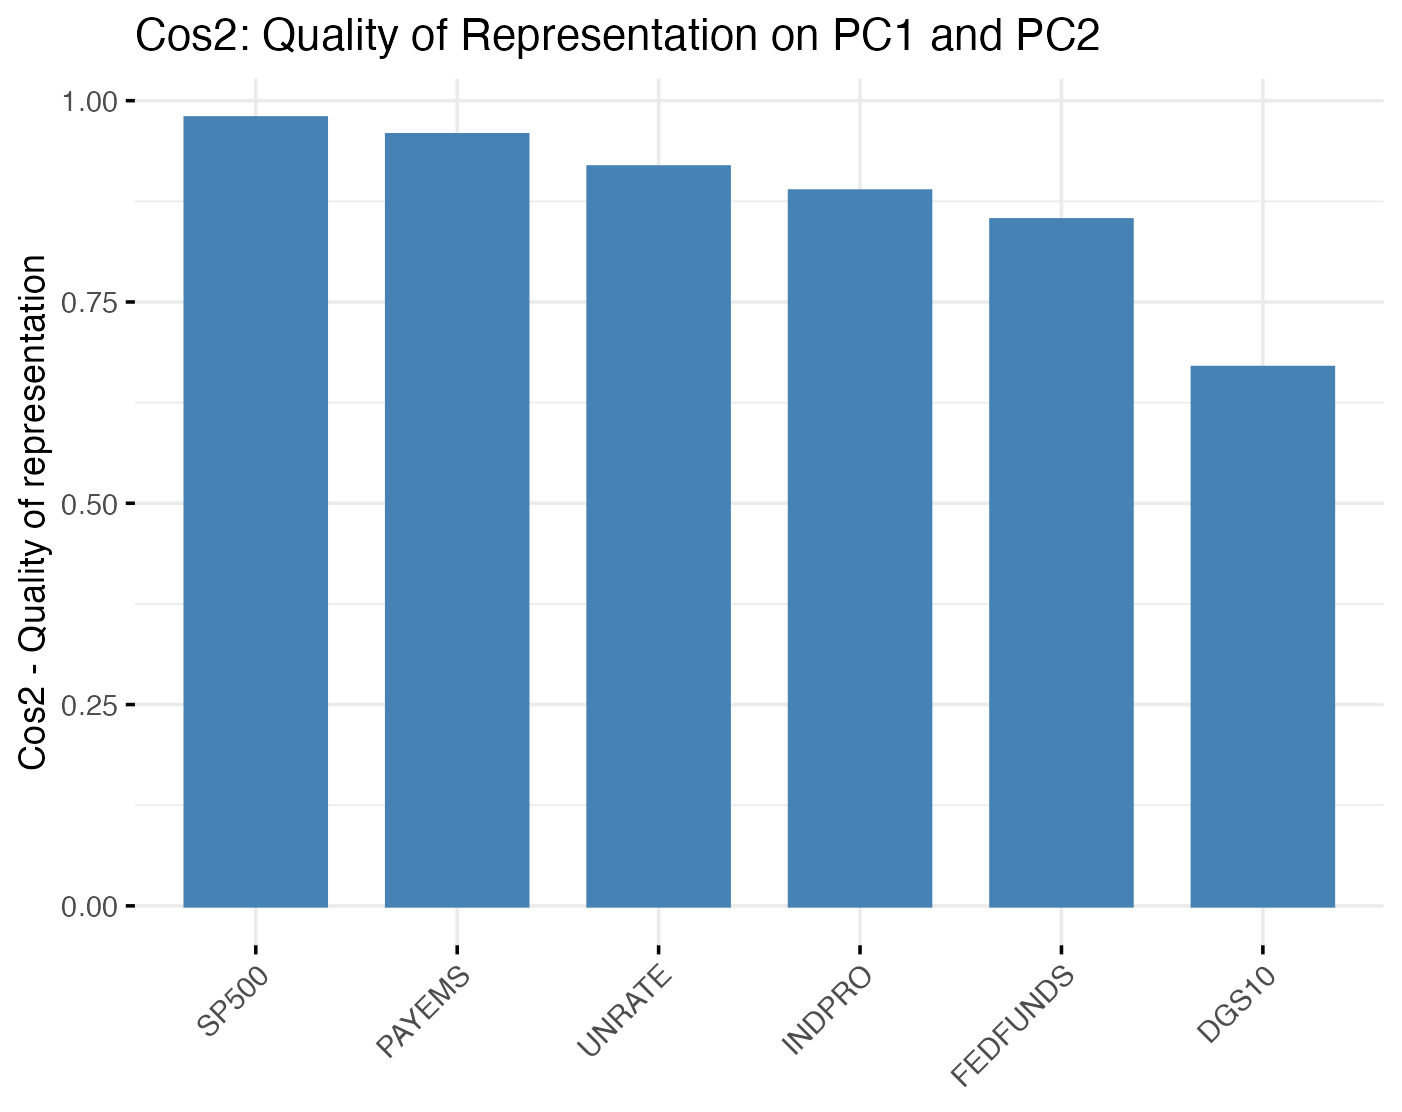 Cos2: Quality of Representation on PC1 and PC2
Cos2 - Quality of representation
1.00
0.75
0.50
0.25
0.00
SP500
PAYEMS
UNRATE
INDPRO
FEDFUNDS
DGS10